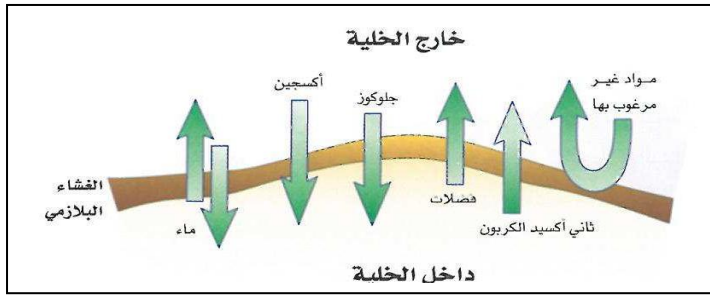 خارج الخلية
مواد غير
مرغوب بها
أكسجين
جلوكوز
الغشاء
البلازمي
ماء
فضلات
ثاني أكسيد الكربون
داخل الخلية